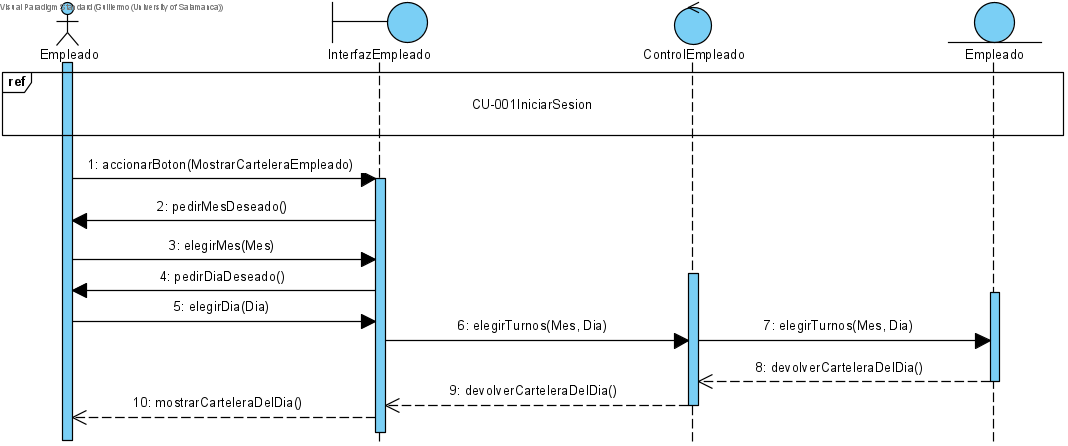 Visual Paradigm Standard (Guillermo (University of Salamanca))
Empleado
InterfazEmpleado
ControlEmpleado
Empleado
ref
CU-001IniciarSesion
1: accionarBoton(MostrarCarteleraEmpleado)
2: pedirMesDeseado()
3: elegirMes(Mes)
4: pedirDiaDeseado()
5: elegirDia(Dia)
6: elegirTurnos(Mes, Dia)
7: elegirTurnos(Mes, Dia)
8: devolverCarteleraDelDia()
9: devolverCarteleraDelDia()
10: mostrarCarteleraDelDia()